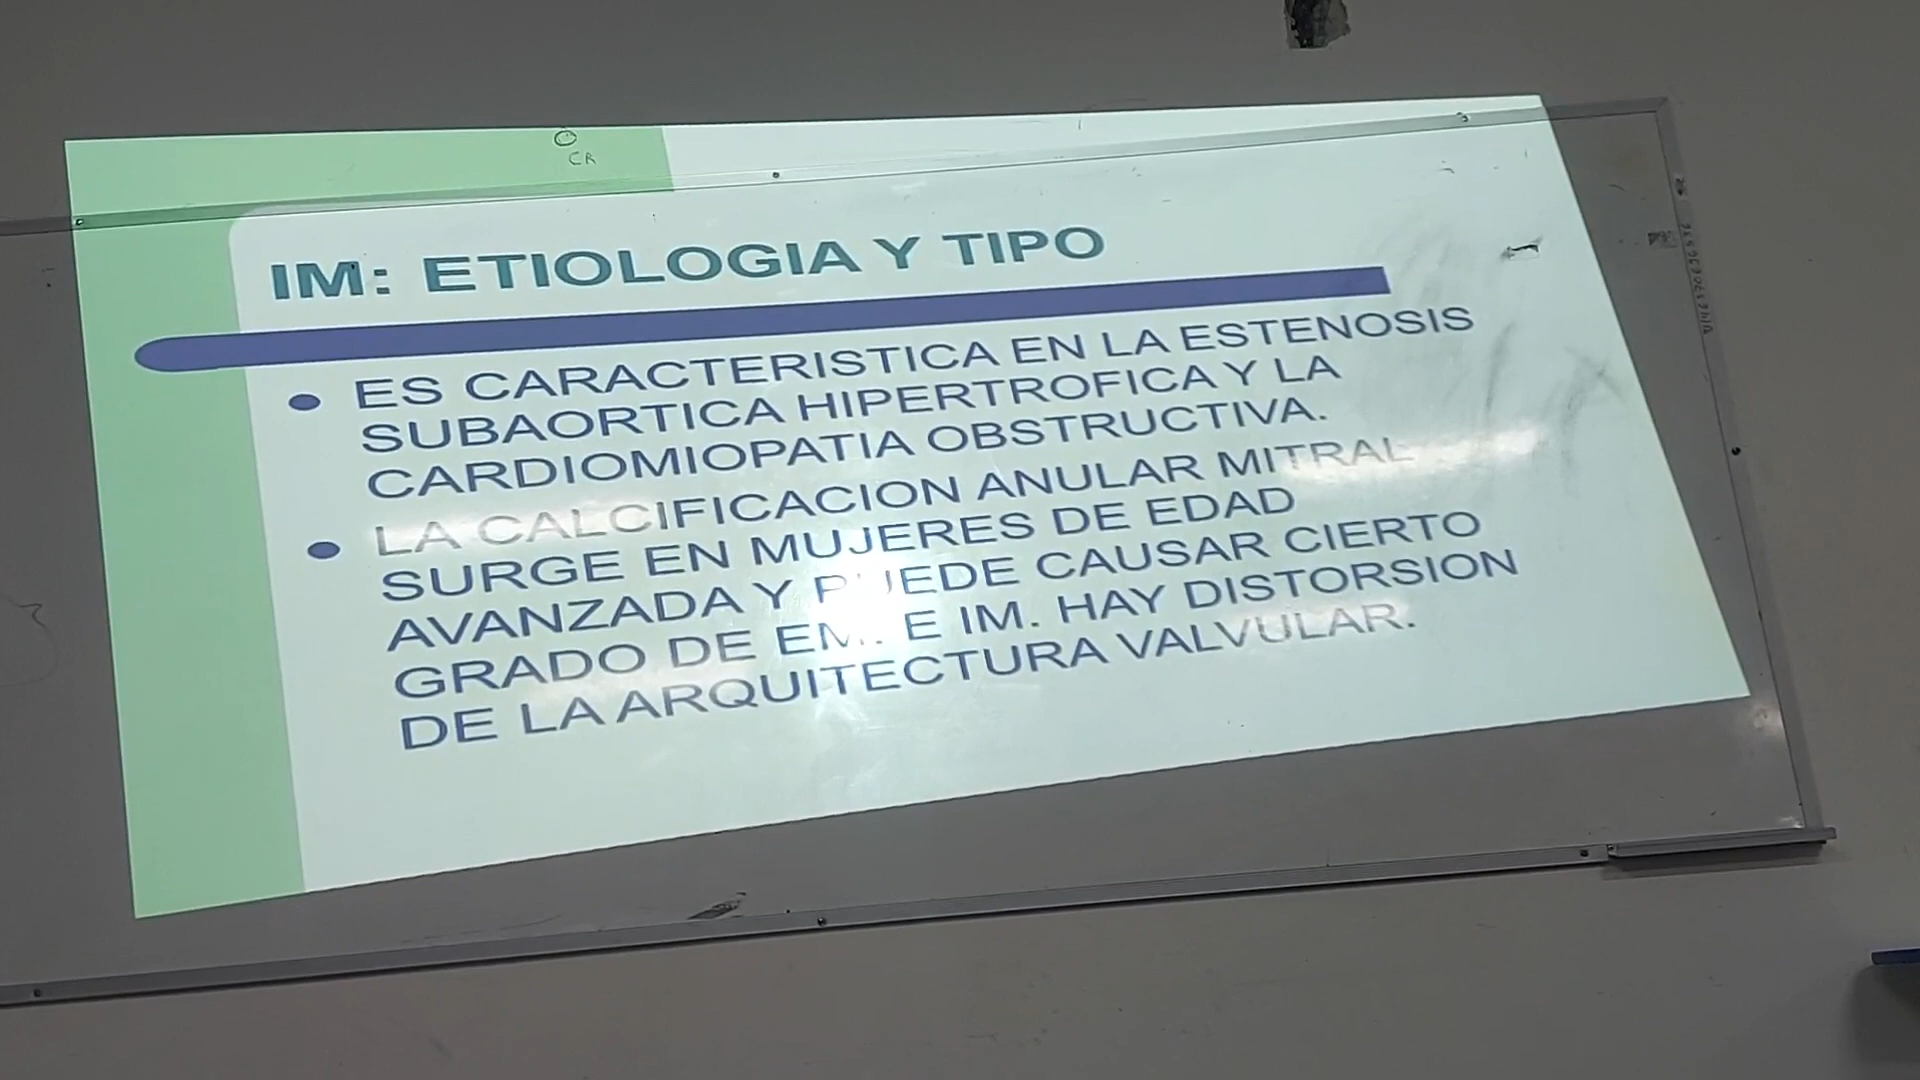 CR
IM: ETIOLOGIA Y TIPO
ES CARACTERISTICA EN LA ESTENOSIS
SUBAORTICA HIPERTROFICA Y LA
CARDIOMIOPATIA OBSTRUCTIVA.
LA CALCIFICACION ANULAR MITRAL
SURGE EN MUJERES DE EDAD
AVANZADA Y PUEDE CAUSAR CIERTO
GRADO DE EM. E IM. HAY DISTORSION
DE LA ARQUITECTURA VALVULAR.